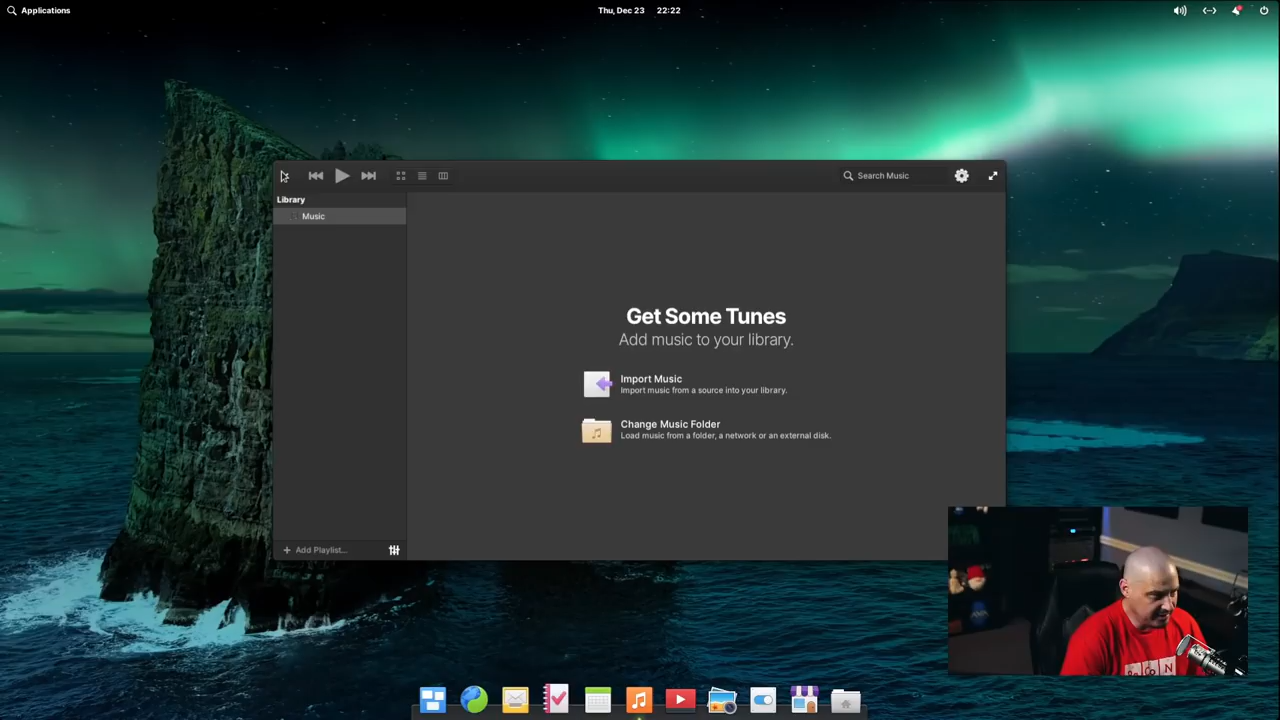 Applications
Thu, Dec 23 22:22
Search Music
Library
Music
Get Some Tunes
Add music to your library.
Import Music
Import music from a source into your library.
Change Music Folder
Load music from a folder, a network or an external disk.
Add Playlist...